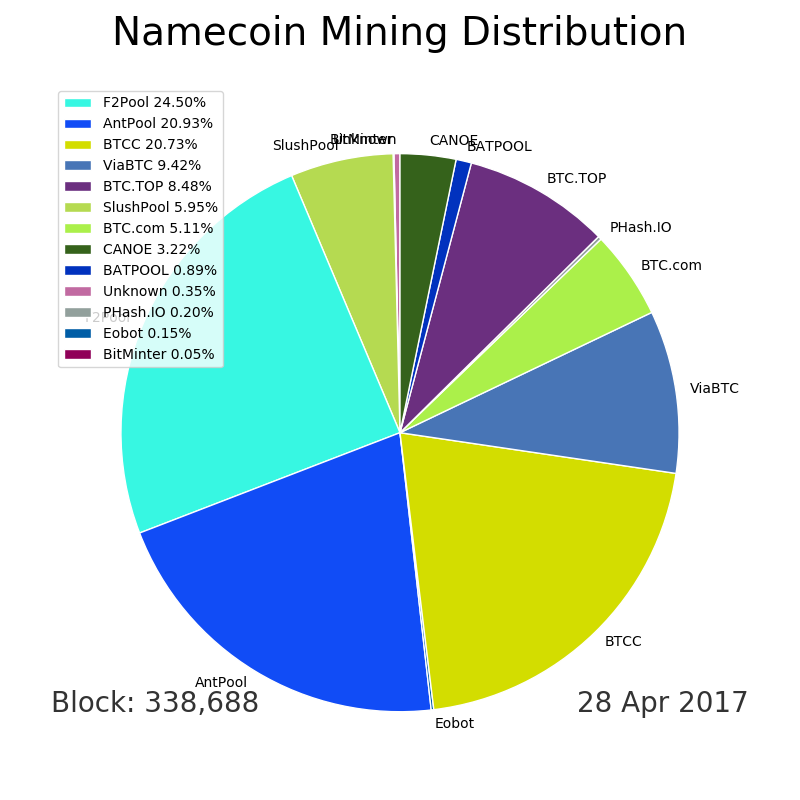 Namecoin Mining Distribution
F2Pool 24.50%
AntPool 20.93%
BTCC 20.73%
ViaBTC 9.42%
BTC.TOP 8.48%
SlushPool 5.95%
BTC.com 5.11%
CANOE 3.22%
BATPOOL 0.89%
Unknown 0.35%
PHash.IO 0.20%
Eobot 0.15%
BitMinter 0.05%
SlushPool
BitMinter
Unknown
CANOE
BATPOOL
BTC.TOP
PHash.IO
BTC.com
F2Pool
ViaBTC
BTCC
AntPool
Eobot
Block: 338,688
28 Apr 2017